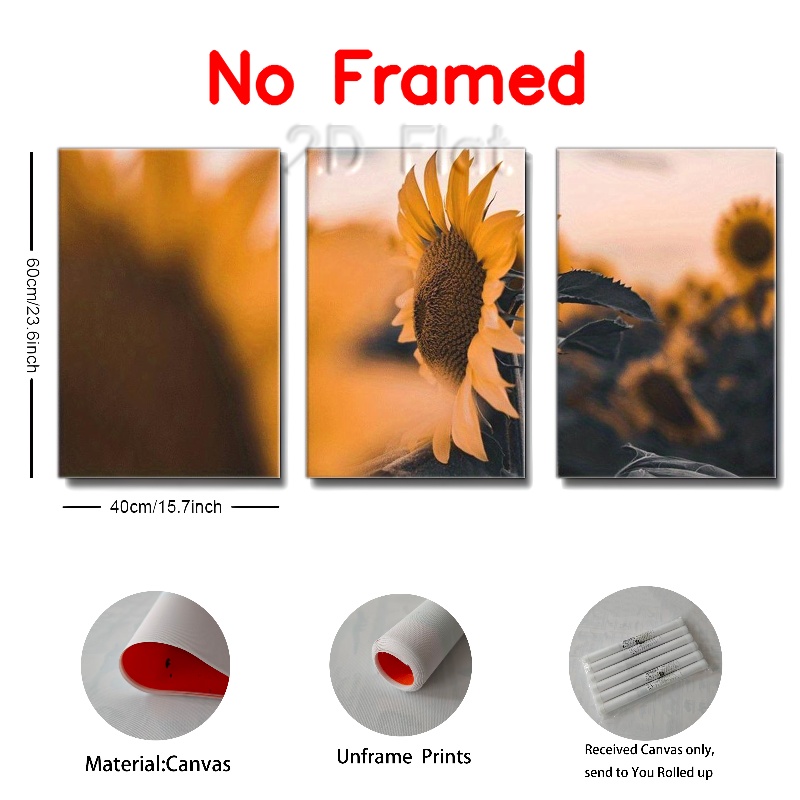 No Framed
2D Flat
60cm/23.6inch
40cm/15.7inch
Material:Canvas
Unframe Prints
Received Canvas only,
send to You Rolled up